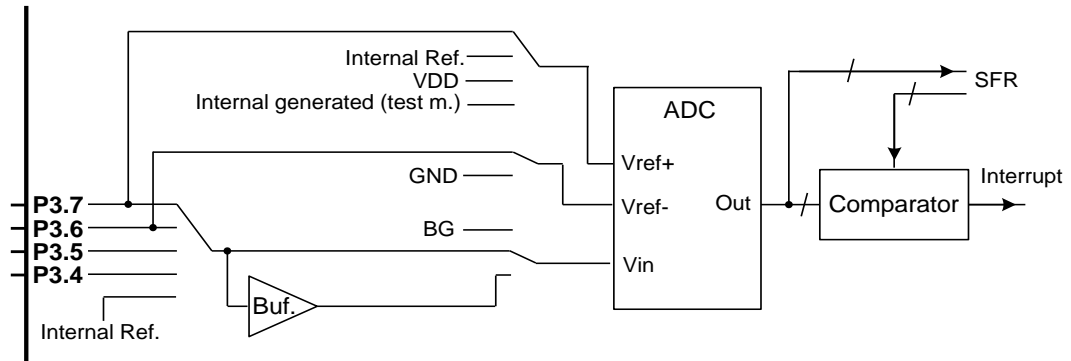 Internal Ref.
VDD
Internal generated (test m.)
ADC
SFR
Vref+
GND
Vref-
Out
Comparator
Interrupt
P3.7
P3.6
P3.5
P3.4
BG
Vin
Buf.
Internal Ref.